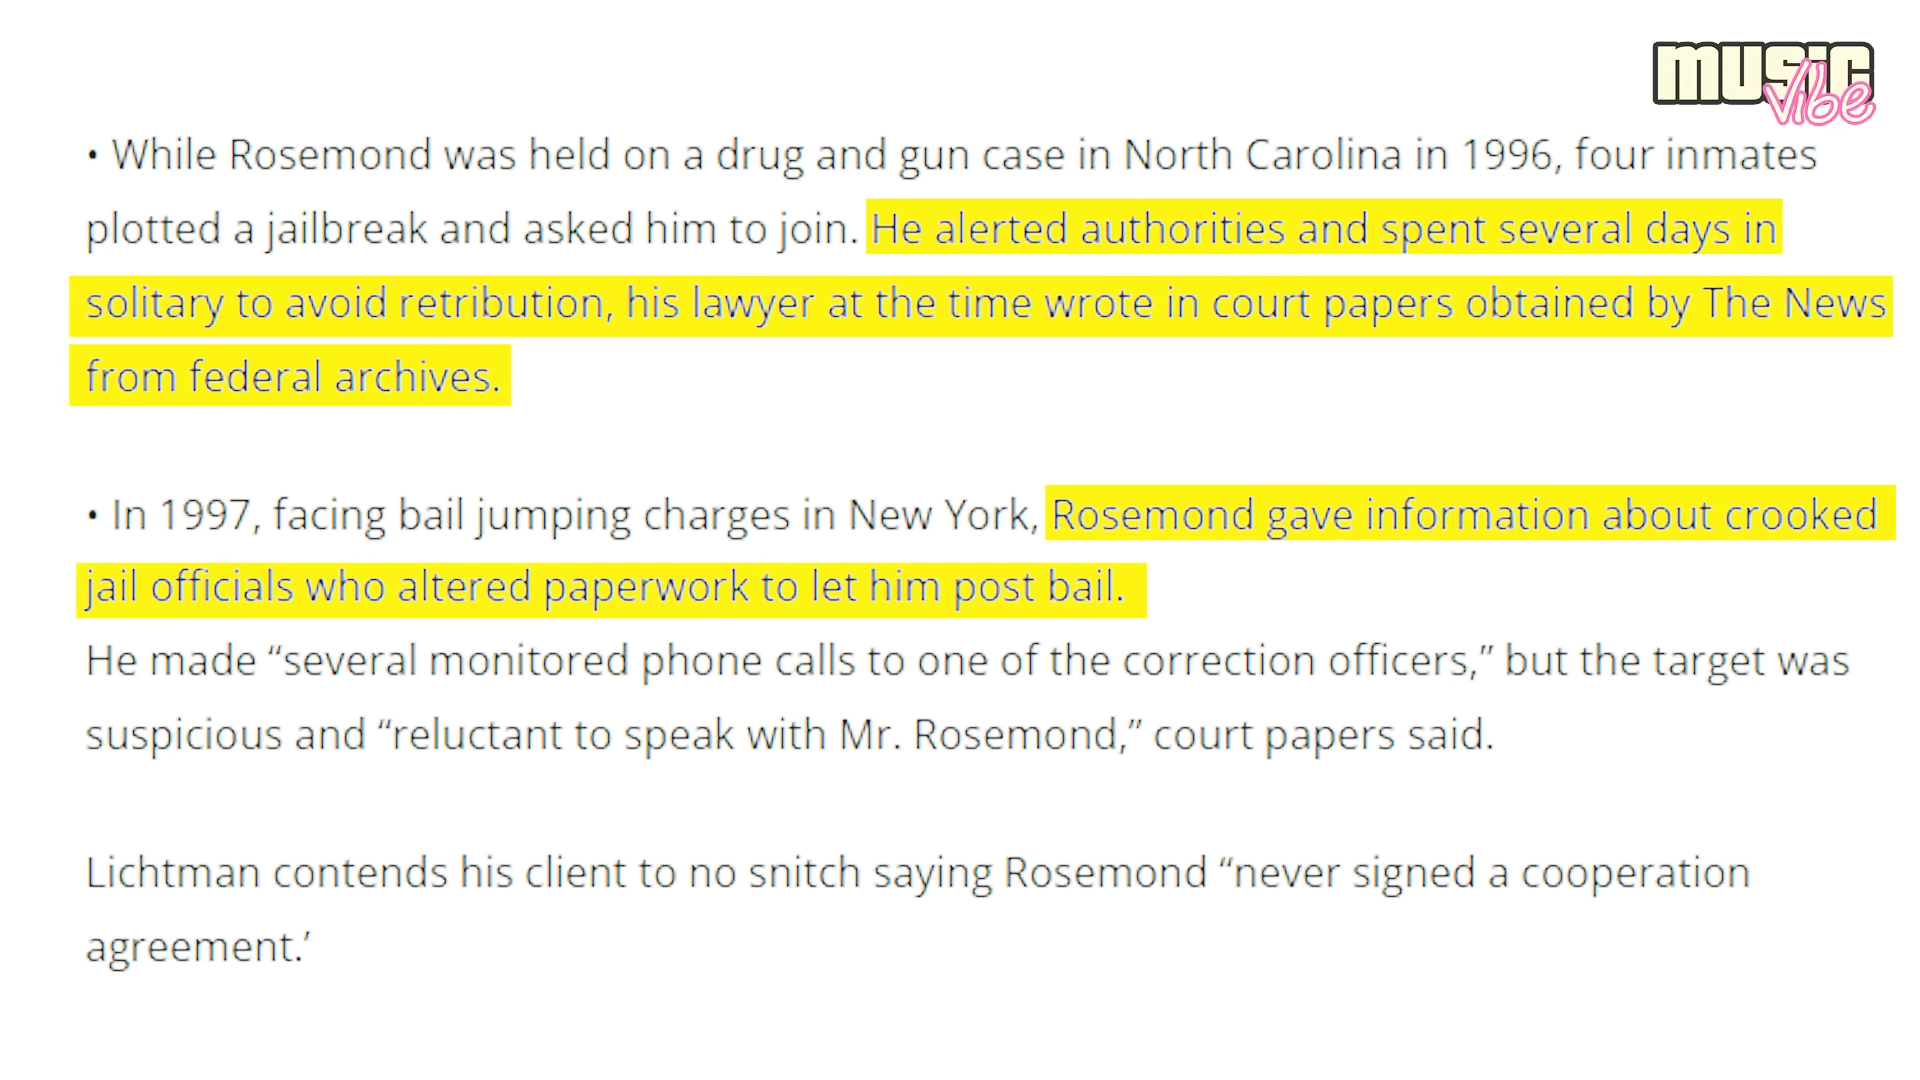 music
vibe
• While Rosemond was held on a drug and gun case in North Carolina in 1996, four inmates
plotted a jailbreak and asked him to join. He alerted authorities and spent several days in
solitary to avoid retribution, his lawyer at the time wrote in court papers obtained by The News
from federal archives.
• In 1997, facing bail jumping charges in New York, Rosemond gave information about crooked
jail officials who altered paperwork to let him post bail.
He made “several monitored phone calls to one of the correction officers,” but the target was
suspicious and “reluctant to speak with Mr. Rosemond,” court papers said.
Lichtman contends his client to no snitch saying Rosemond “never signed a cooperation
agreement.’